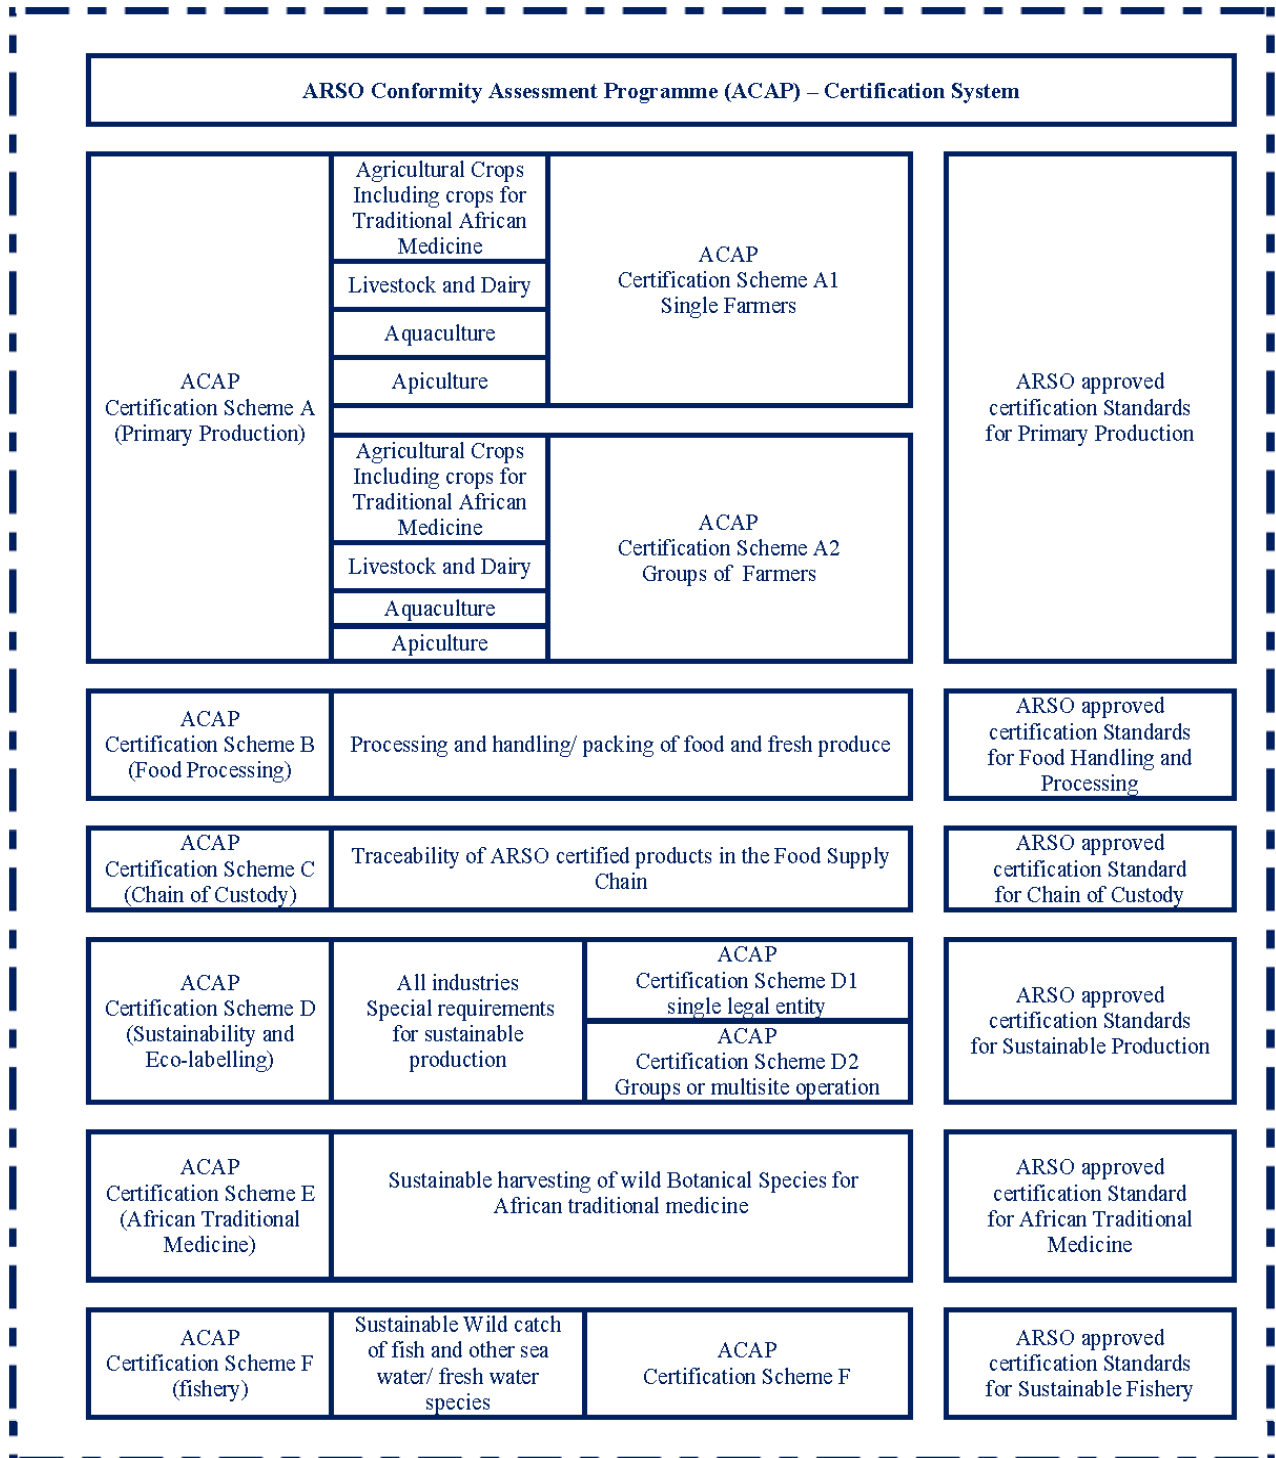 ARSO Conformity Assessment Programme (ACAP) – Certification System
ACAP
Certification Scheme A
(Primary Production)
Agricultural Crops
Including crops for
Traditional African
Medicine
Livestock and Dairy
Aquaculture
Apiculture
ACAP
Certification Scheme A1
Single Farmers
Agricultural Crops
Including crops for
Traditional African
Medicine
Livestock and Dairy
Aquaculture
Apiculture
ACAP
Certification Scheme A2
Groups of Farmers
ARSO approved
certification Standards
for Primary Production
ACAP
Certification Scheme B
(Food Processing)
Processing and handling/ packing of food and fresh produce
ARSO approved
certification Standards
for Food Handling and
Processing
ACAP
Certification Scheme C
(Chain of Custody)
Traceability of ARSO certified products in the Food Supply
Chain
ARSO approved
certification Standard
for Chain of Custody
ACAP
Certification Scheme D
(Sustainability and
Eco-labelling)
All industries
Special requirements
for sustainable
production
ACAP
Certification Scheme D1
single legal entity
ACAP
Certification Scheme D2
Groups or multisite operation
ARSO approved
certification Standards
for Sustainable Production
ACAP
Certification Scheme E
(African Traditional
Medicine)
Sustainable harvesting of wild Botanical Species for
African traditional medicine
ARSO approved
certification Standard
for African Traditional
Medicine
ACAP
Certification Scheme F
(fishery)
Sustainable Wild catch
of fish and other sea
water/ fresh water
species
ACAP
Certification Scheme F
ARSO approved
certification Standards
for Sustainable Fishery